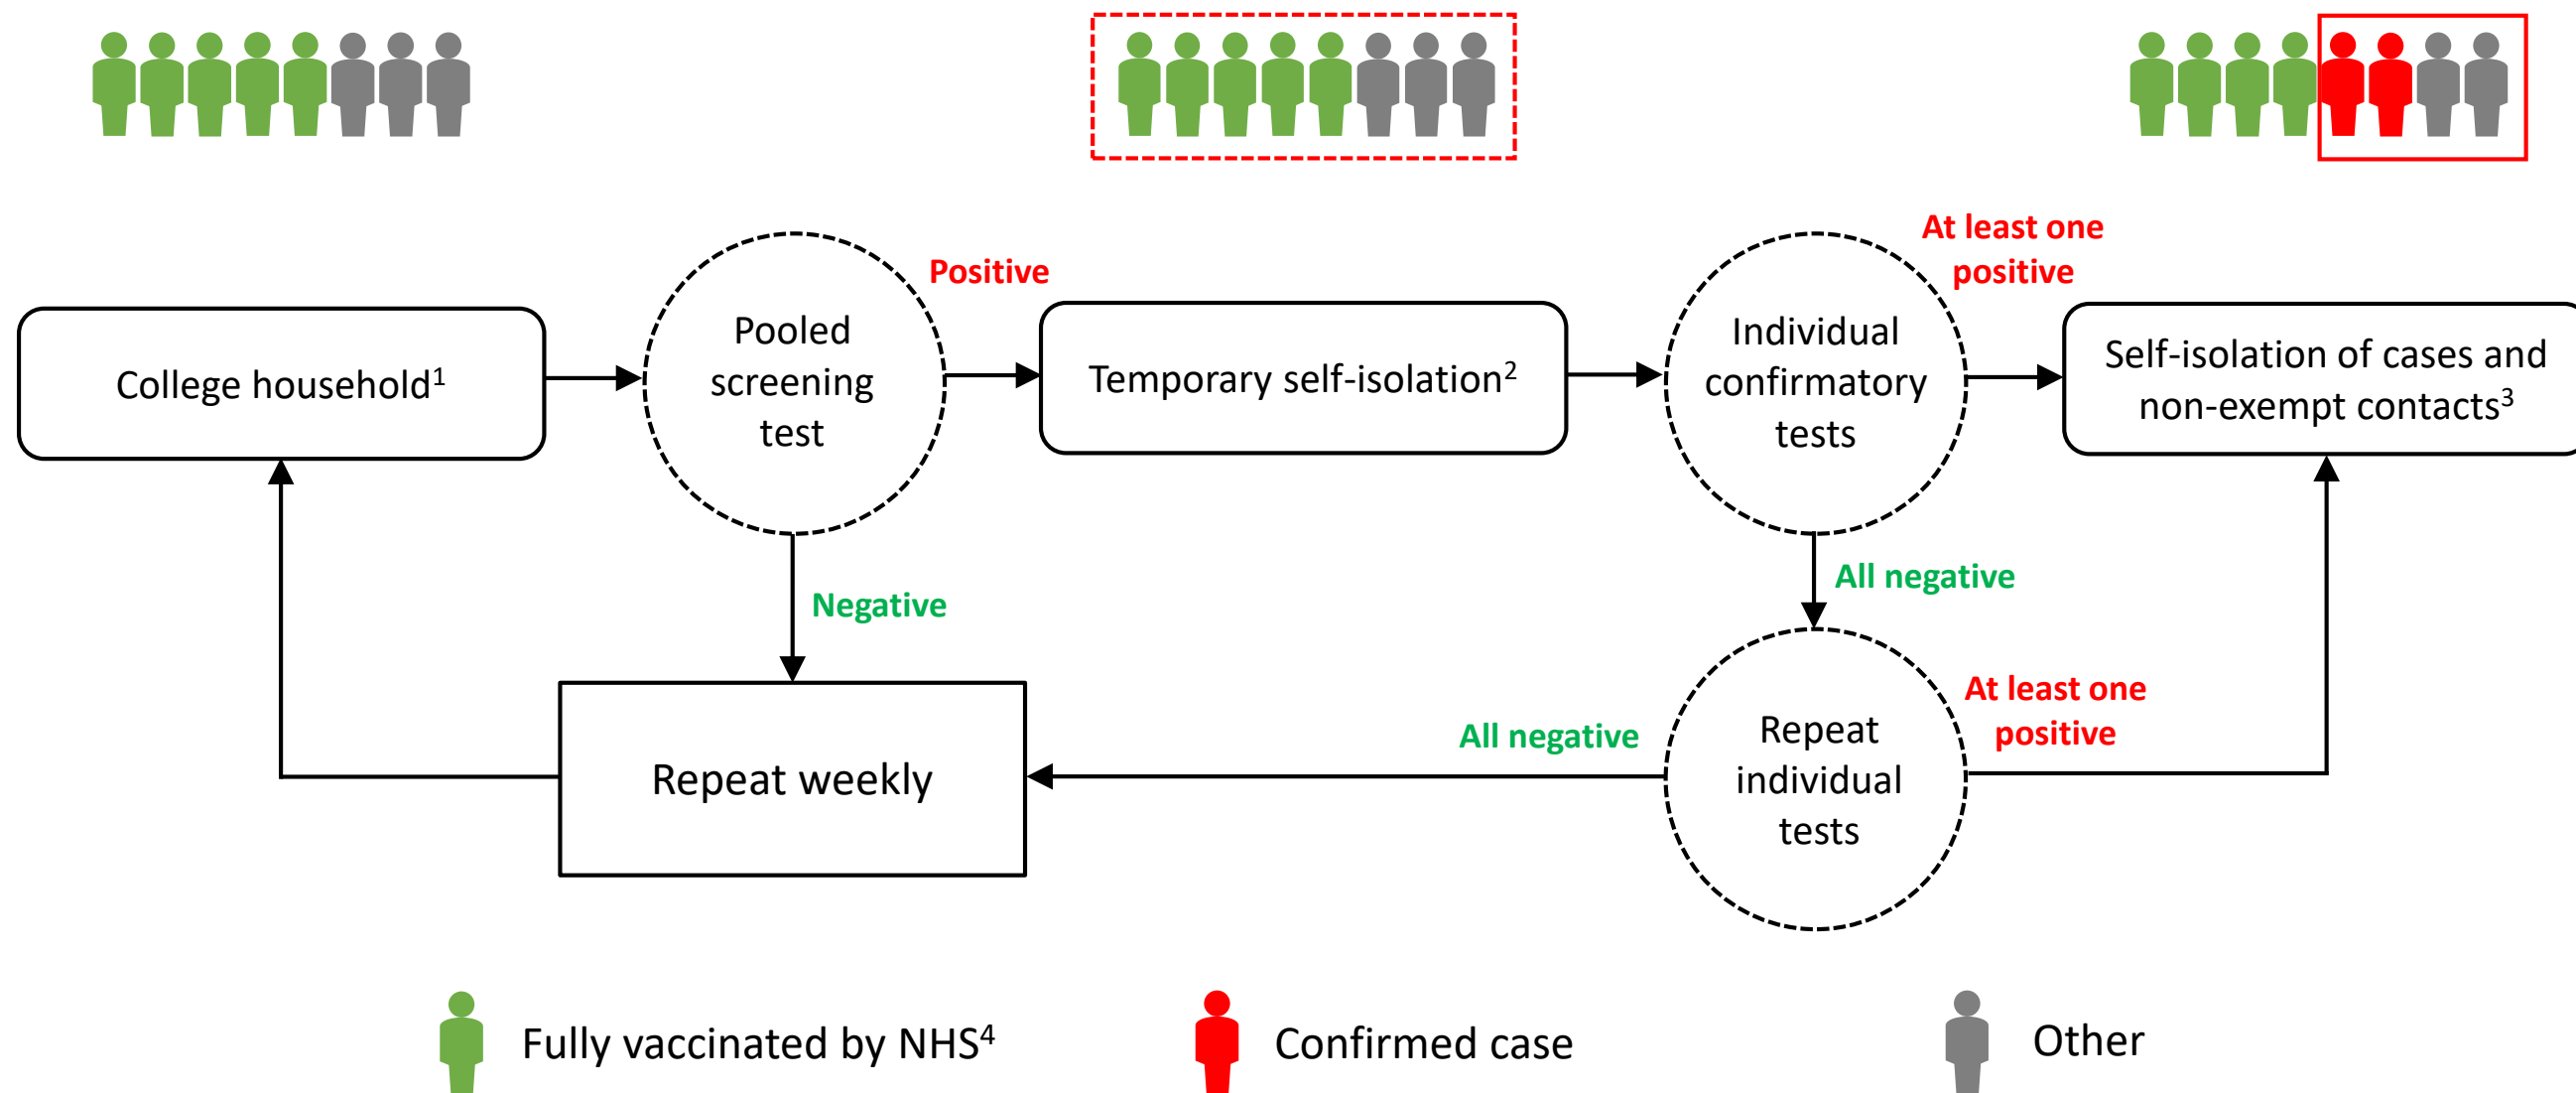 At least one
positive
Positive
College household¹
Pooled
screening
test
Temporary self-isolation²
Individual
confirmatory
tests
Self-isolation of cases and
non-exempt contacts³
Negative
All negative
Repeat weekly
All negative
Repeat
individual
tests
At least one
positive
Fully vaccinated by NHS⁴
Confirmed case
Other